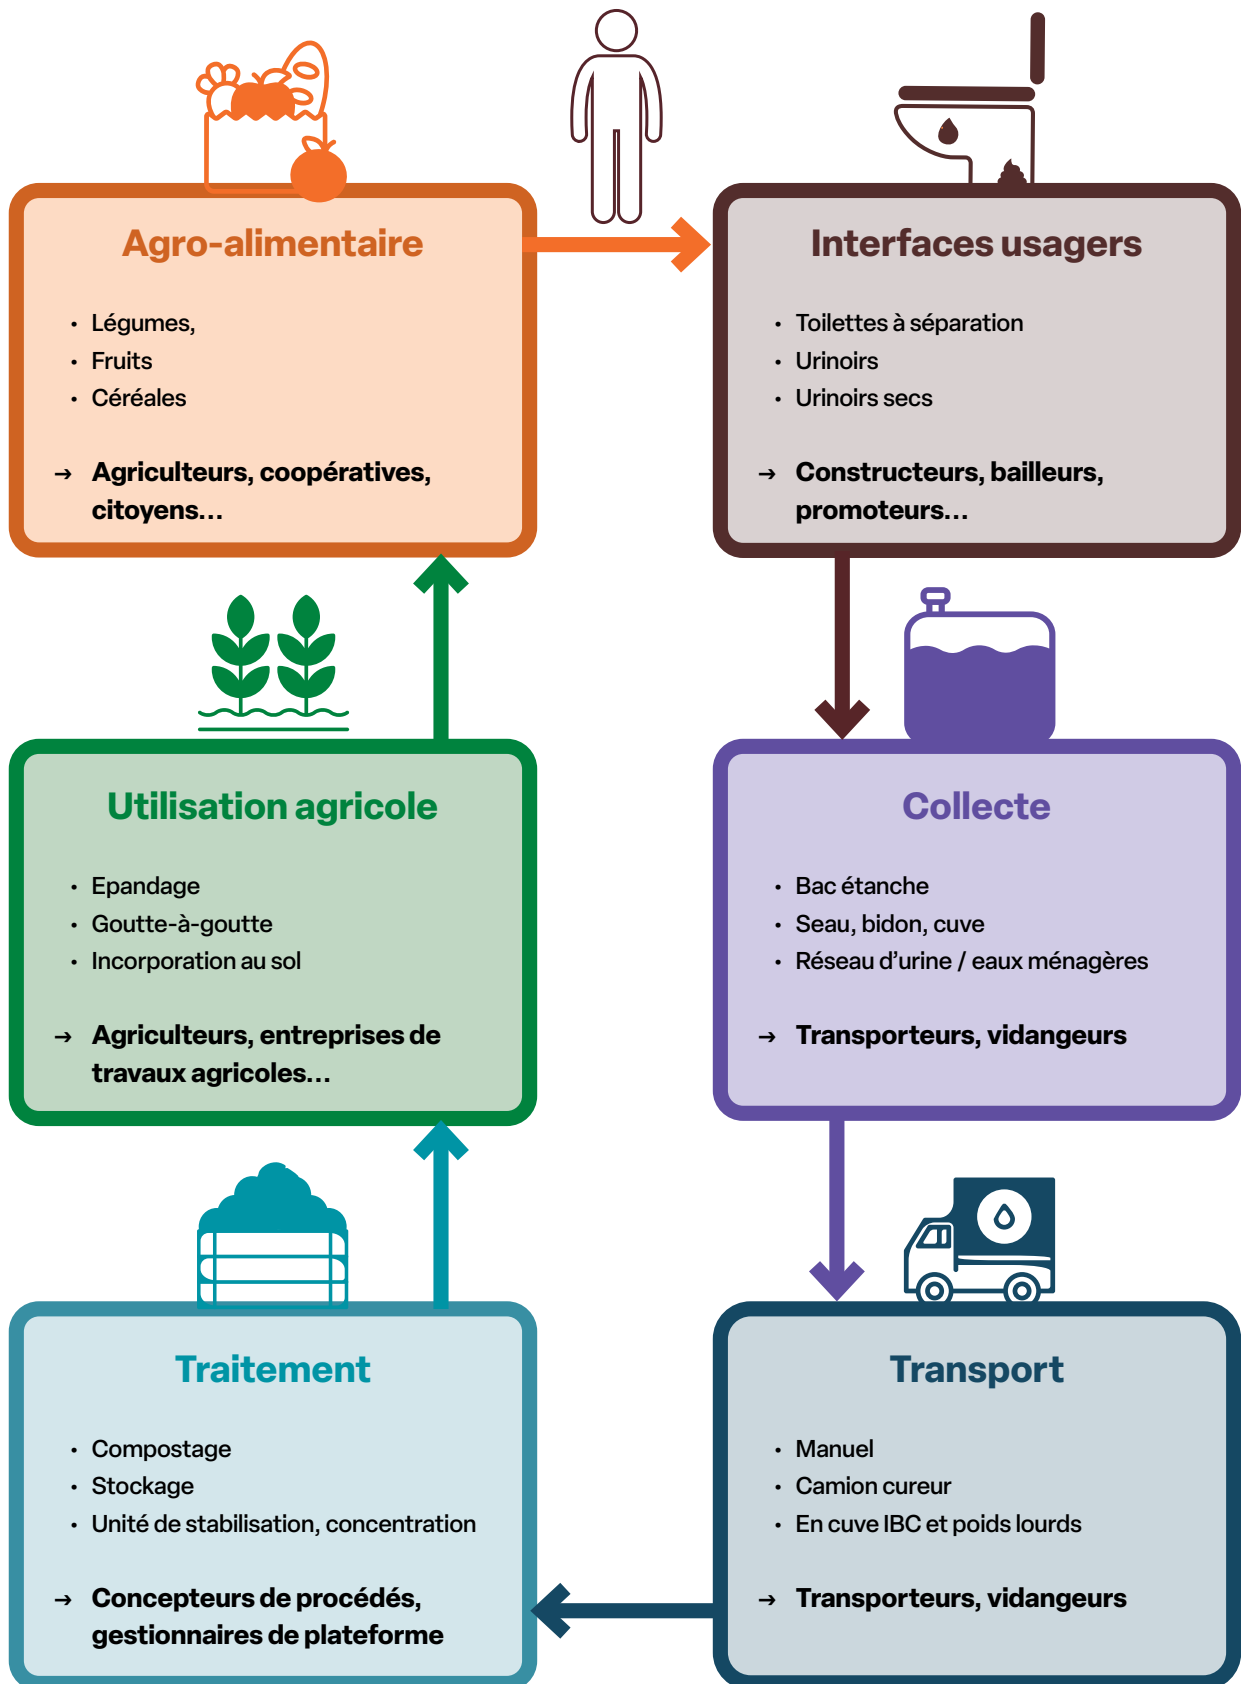 Agro-alimentaire
• Légumes,
• Fruits
• Céréales
→ Agriculteurs, coopératives,
citoyens…
Interfaces usagers
• Toilettes à séparation
• Urinoirs
• Urinoirs secs
→ Constructeurs, bailleurs,
promoteurs…
Utilisation agricole
• Epandage
• Goutte-à-goutte
• Incorporation au sol
→ Agriculteurs, entreprises de
travaux agricoles…
Collecte
• Bac étanche
• Seau, bidon, cuve
• Réseau d’urine / eaux ménagères
→ Transporteurs, vidangeurs
Traitement
• Compostage
• Stockage
• Unité de stabilisation, concentration
→ Concepteurs de procédés,
gestionnaires de plateforme
Transport
• Manuel
• Camion cureur
• En cuve IBC et poids lourds
→ Transporteurs, vidangeurs